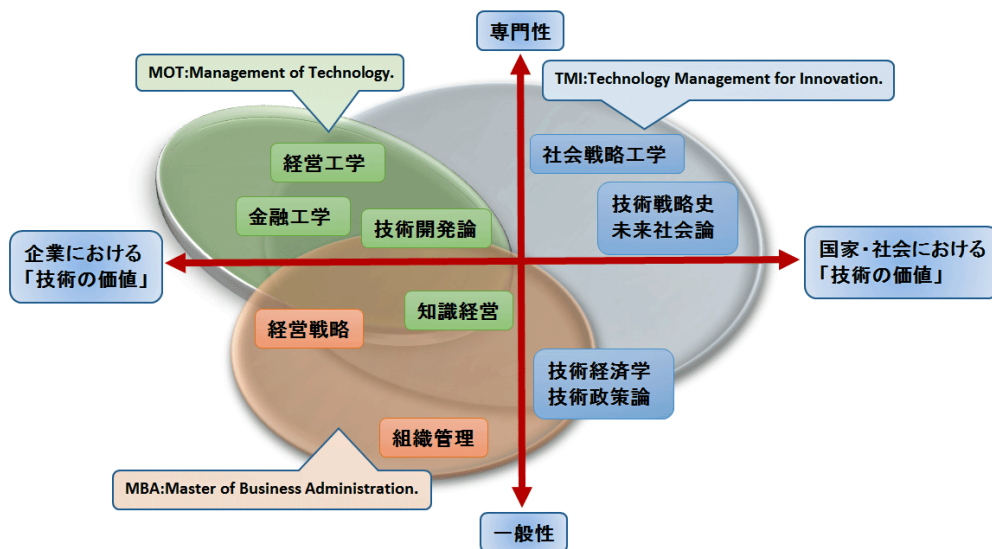 専門性
MOT:Management of Technology.
TMI:Technology Management for Innovation.
経営工学
社会戦略工学
金融工学
技術開発論
技術戦略史
未来社会論
企業における
「技術の価値」
国家・社会における
「技術の価値」
経営戦略
知識経営
技術経済学
技術政策論
組織管理
MBA:Master of Business Administration.
一般性